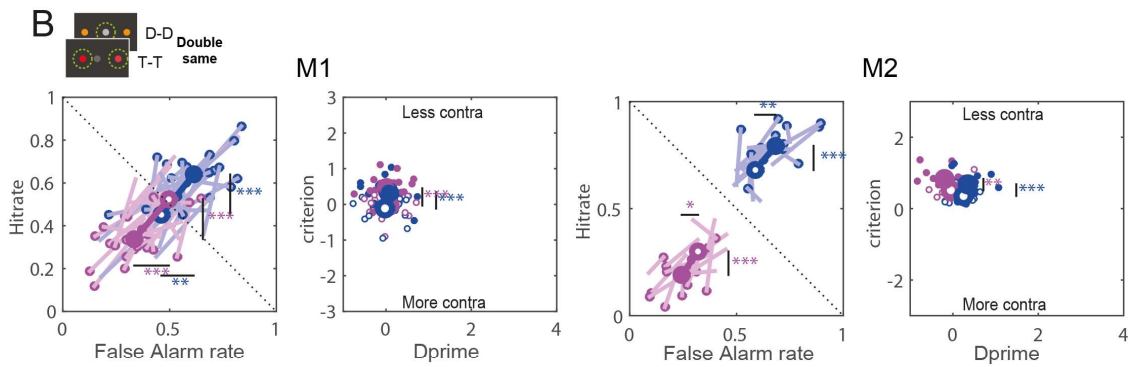 B
D-D
T-T
Double
same
M1
M2
1
0.8
0.6
0.4
0.2
0
Hitrate
***
***
***
**
0
0.5
1
False Alarm rate
3
2
1
0
-1
-2
-3
criterion
Less contra
***
***
More contra
0
2
4
Dprime
1
0.5
0
Hitrate
**
***
*
***
0
0.5
1
False Alarm rate
2
0
-2
criterion
Less contra
**
***
More contra
0
2
4
Dprime